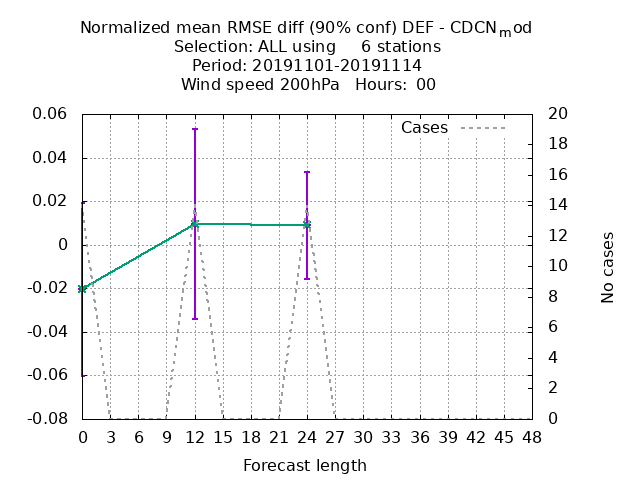 Normalized mean RMSE diff (90% conf) DEF - CDCNmod
Selection: ALL using 6 stations
Period: 20191101-20191114
Wind speed 200hPa Hours: 00
Cases
0.06
0.04
0.02
0
-0.02
-0.04
-0.06
-0.08
20
18
16
14
12
10
8
6
4
2
0
No cases
0 3 6 9 12 15 18 21 24 27 30 33 36 39 42 45 48
Forecast length